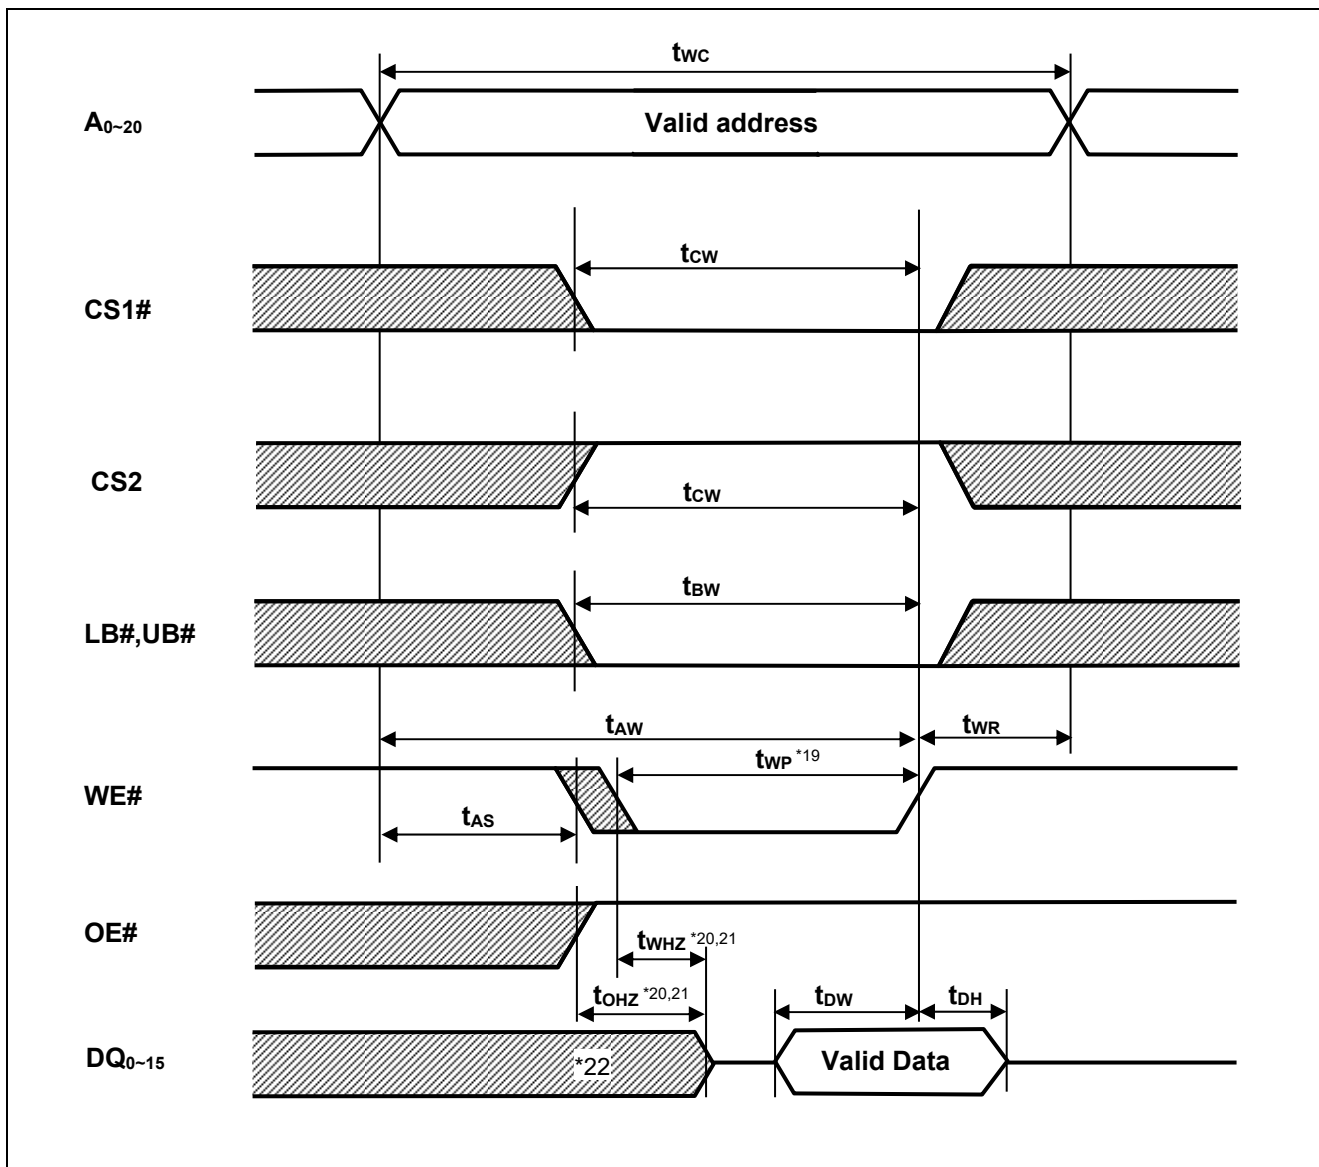 tWC
A0~20
Valid address
tCW
CS1#
CS2
tCW
tBW
LB#,UB#
tAW
tWR
tWP *19
WE#
tAS
OE#
tWHZ *20,21
tOHZ *20,21
tDW
tDH
DQ0~15
*22
Valid Data